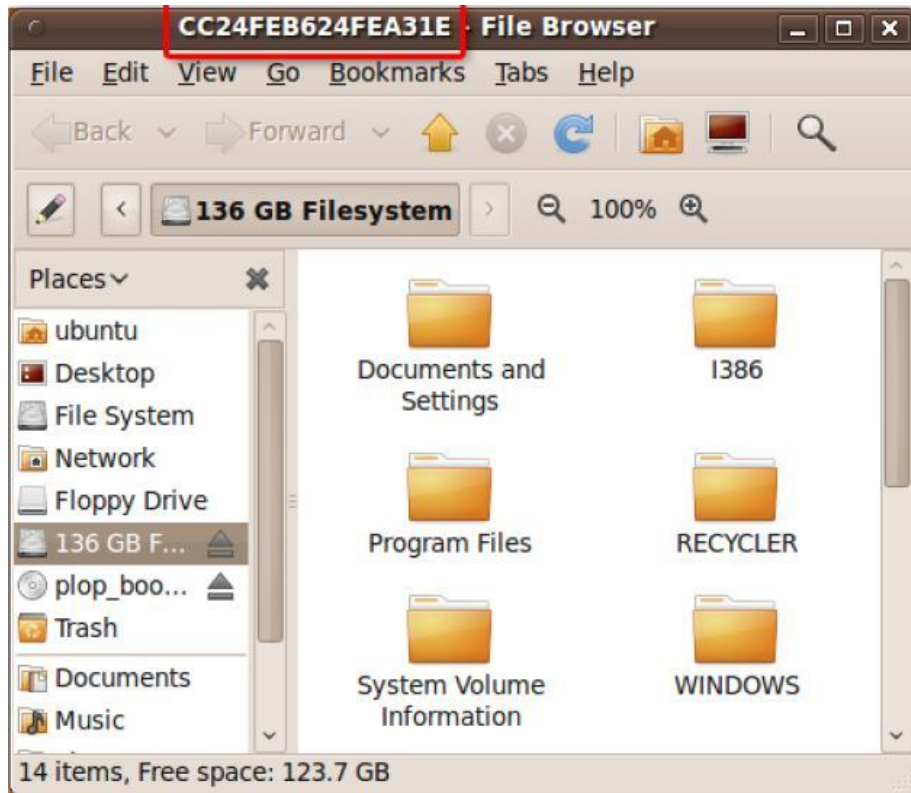 CC24FEB624FEA31E - File Browser
File Edit View Go Bookmarks Tabs Help
Back Forward
136 GB Filesystem 100%
Places
ubuntu
Desktop
File System
Network
Floppy Drive
136 GB F...
plop_boo...
Trash
Documents
Music
Documents and
Settings
I386
Program Files
RECYCLER
System Volume
Information
WINDOWS
14 items, Free space: 123.7 GB